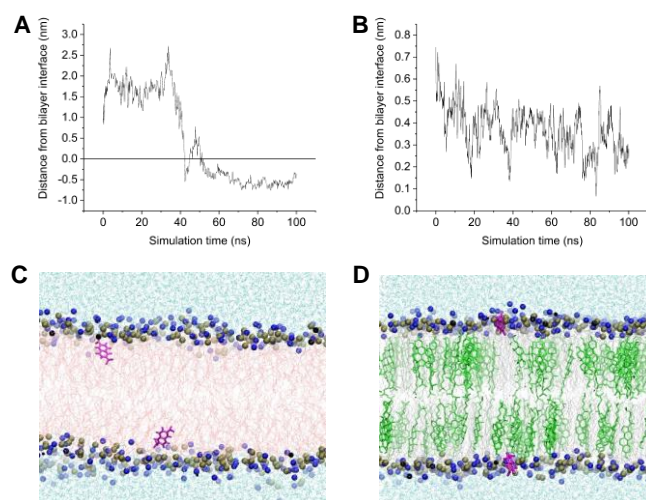 A
Distance from bilayer interface (nm)
3.0
2.5
2.0
1.5
1.0
0.5
0.0
-0.5
-1.0
0 20 40 60 80 100
Simulation time (ns)
B
Distance from bilayer interface (nm)
0.8
0.7
0.6
0.5
0.4
0.3
0.2
0.1
0.0
0 20 40 60 80 100
Simulation time (ns)
C
D